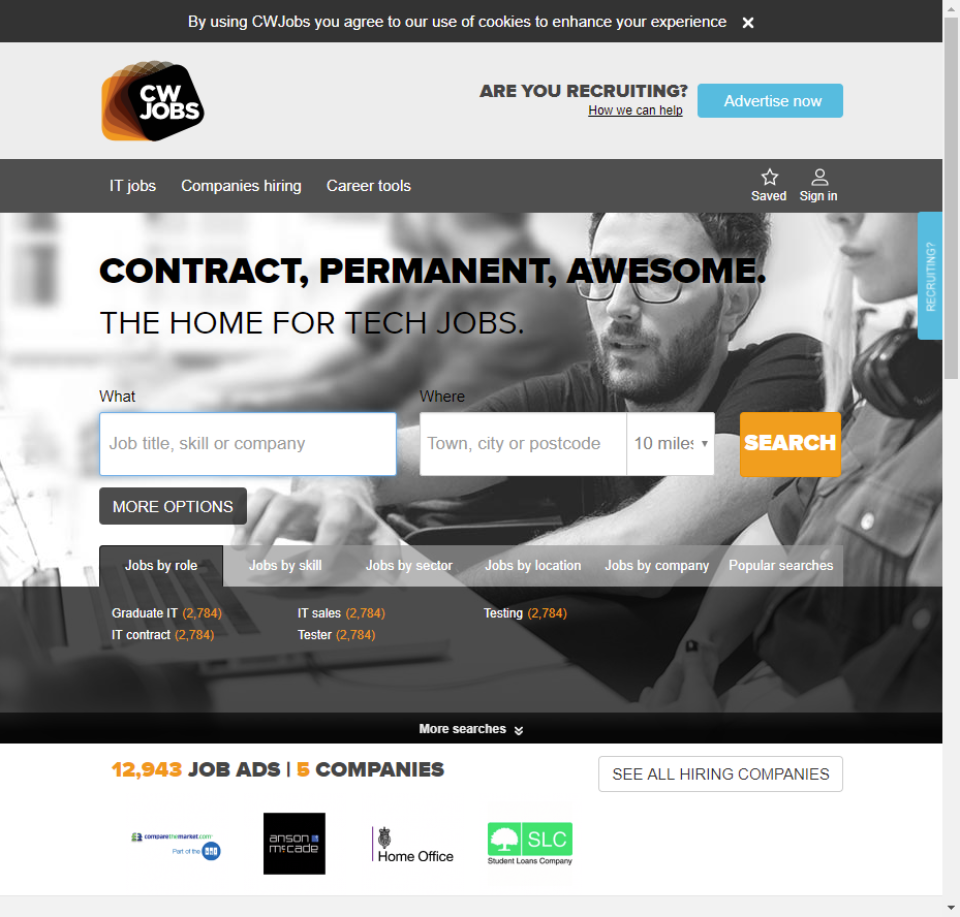 By using CWJobs you agree to our use of cookies to enhance your experience ×
CW
JOBS
ARE YOU RECRUITING?
How we can help
Advertise now
IT jobs Companies hiring Career tools
Saved Sign in
RECRUITING?
CONTRACT, PERMANENT, AWESOME.
THE HOME FOR TECH JOBS.
What Where
Job title, skill or company Town, city or postcode 10 miles SEARCH
MORE OPTIONS
Jobs by role Jobs by skill Jobs by sector Jobs by location Jobs by company Popular searches
Graduate IT (2,784) IT sales (2,784) Testing (2,784)
IT contract (2,784) Tester (2,784)
More searches
12,943 JOB ADS | 5 COMPANIES SEE ALL HIRING COMPANIES
comparethemarket.com
Part of the
anson
mccade
Home Office
SLC
Student Loans Company